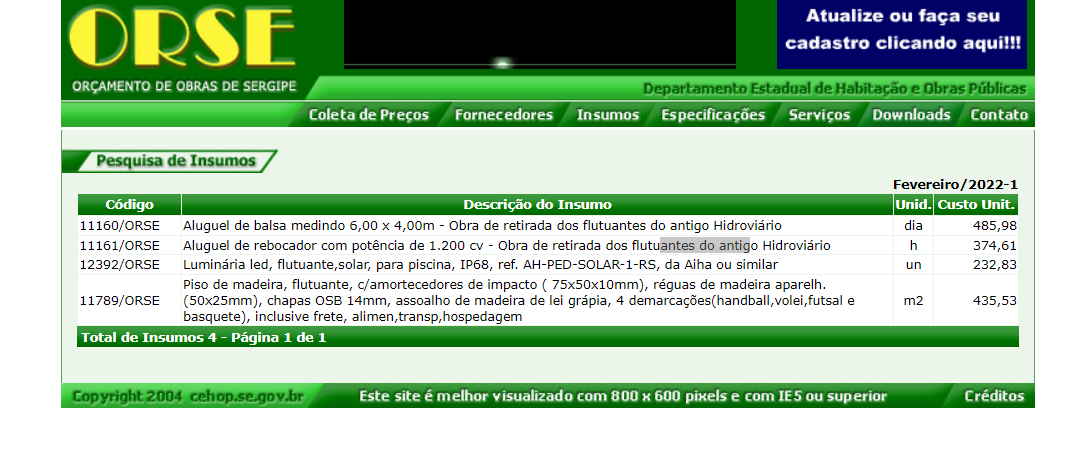 ORSE
ORÇAMENTO DE OBRAS DE SERGIPE
Atualize ou faça seu
cadastro clicando aqui!!!
Departamento Estadual de Habitação e Obras Públicas
Coleta de Preços Fornecedores Insumos Especificações Serviços Downloads Contato
Pesquisa de Insumos
Fevereiro/2022-1
Código Descrição do Insumo Unid. Custo Unit.
11160/ORSE Aluguel de balsa medindo 6,00 x 4,00m - Obra de retirada dos flutuantes do antigo Hidroviário dia 485,98
11161/ORSE Aluguel de rebocador com potência de 1.200 cv - Obra de retirada dos flutuantes do antigo Hidroviário h 374,61
12392/ORSE Luminária led, flutuante,solar, para piscina, IP68, ref. AH-PED-SOLAR-1-RS, da Aiha ou similar un 232,83
Piso de madeira, flutuante, c/amortecedores de impacto ( 75x50x10mm), réguas de madeira aparelh.
11789/ORSE (50x25mm), chapas OSB 14mm, assoalho de madeira de lei grápia, 4 demarcações(handball,volei,futsal e m2 435,53
basquete), inclusive frete, alimen,transp,hospedagem
Total de Insumos 4 - Página 1 de 1
Copyright 2004 cehop.se.gov.br Este site é melhor visualizado com 800 x 600 pixels e com IE5 ou superior Créditos